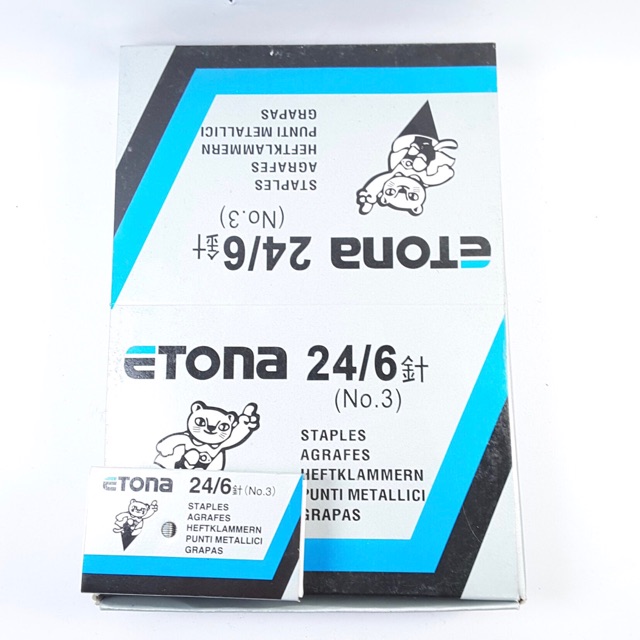 GRAPAS
PUNTI METALLICI
HEFTKLAMMERN
AGRAFES
STAPLES
(No.3)
ETONA 24/6針
ETONA 24/6針
(No.3)
STAPLES
AGRAFES
HEFTKLAMMERN
PUNTI METALLICI
GRAPAS
ETONA 24/6針(No.3)
STAPLES
AGRAFES
HEFTKLAMMERN
PUNTI METALLICI
GRAPAS